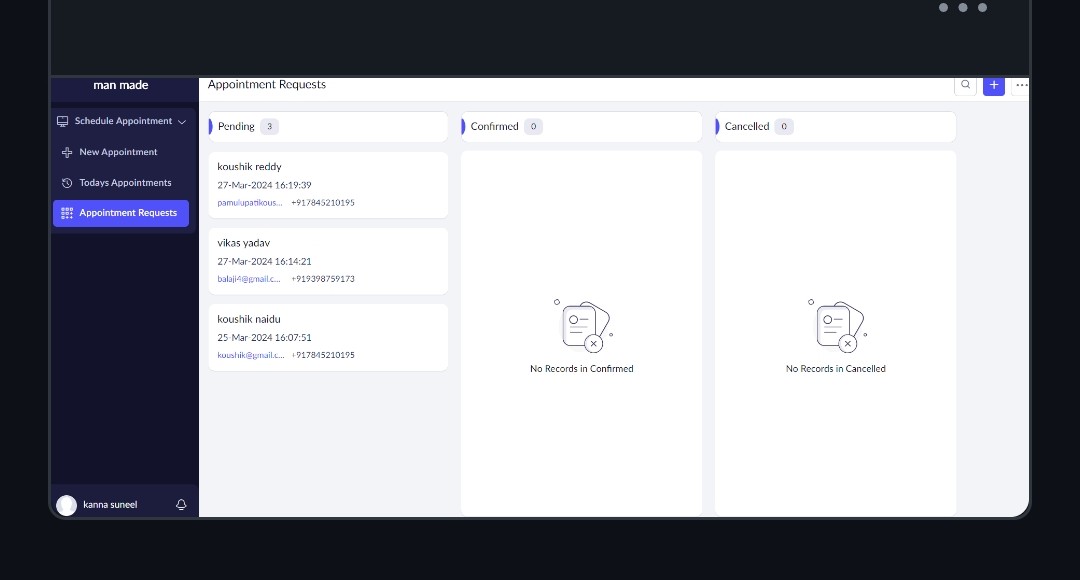 man made
Appointment Requests
Schedule Appointment
New Appointment
Todays Appointments
Appointment Requests
Pending 3
koushik reddy
27-Mar-2024 16:19:39
pamulupatikous... +917845210195
vikas yadav
27-Mar-2024 16:14:21
balaji4@gmail.c... +919398759173
koushik naidu
25-Mar-2024 16:07:51
koushik@gmail.c... +917845210195
Confirmed 0
No Records in Confirmed
Cancelled 0
No Records in Cancelled
kanna suneel